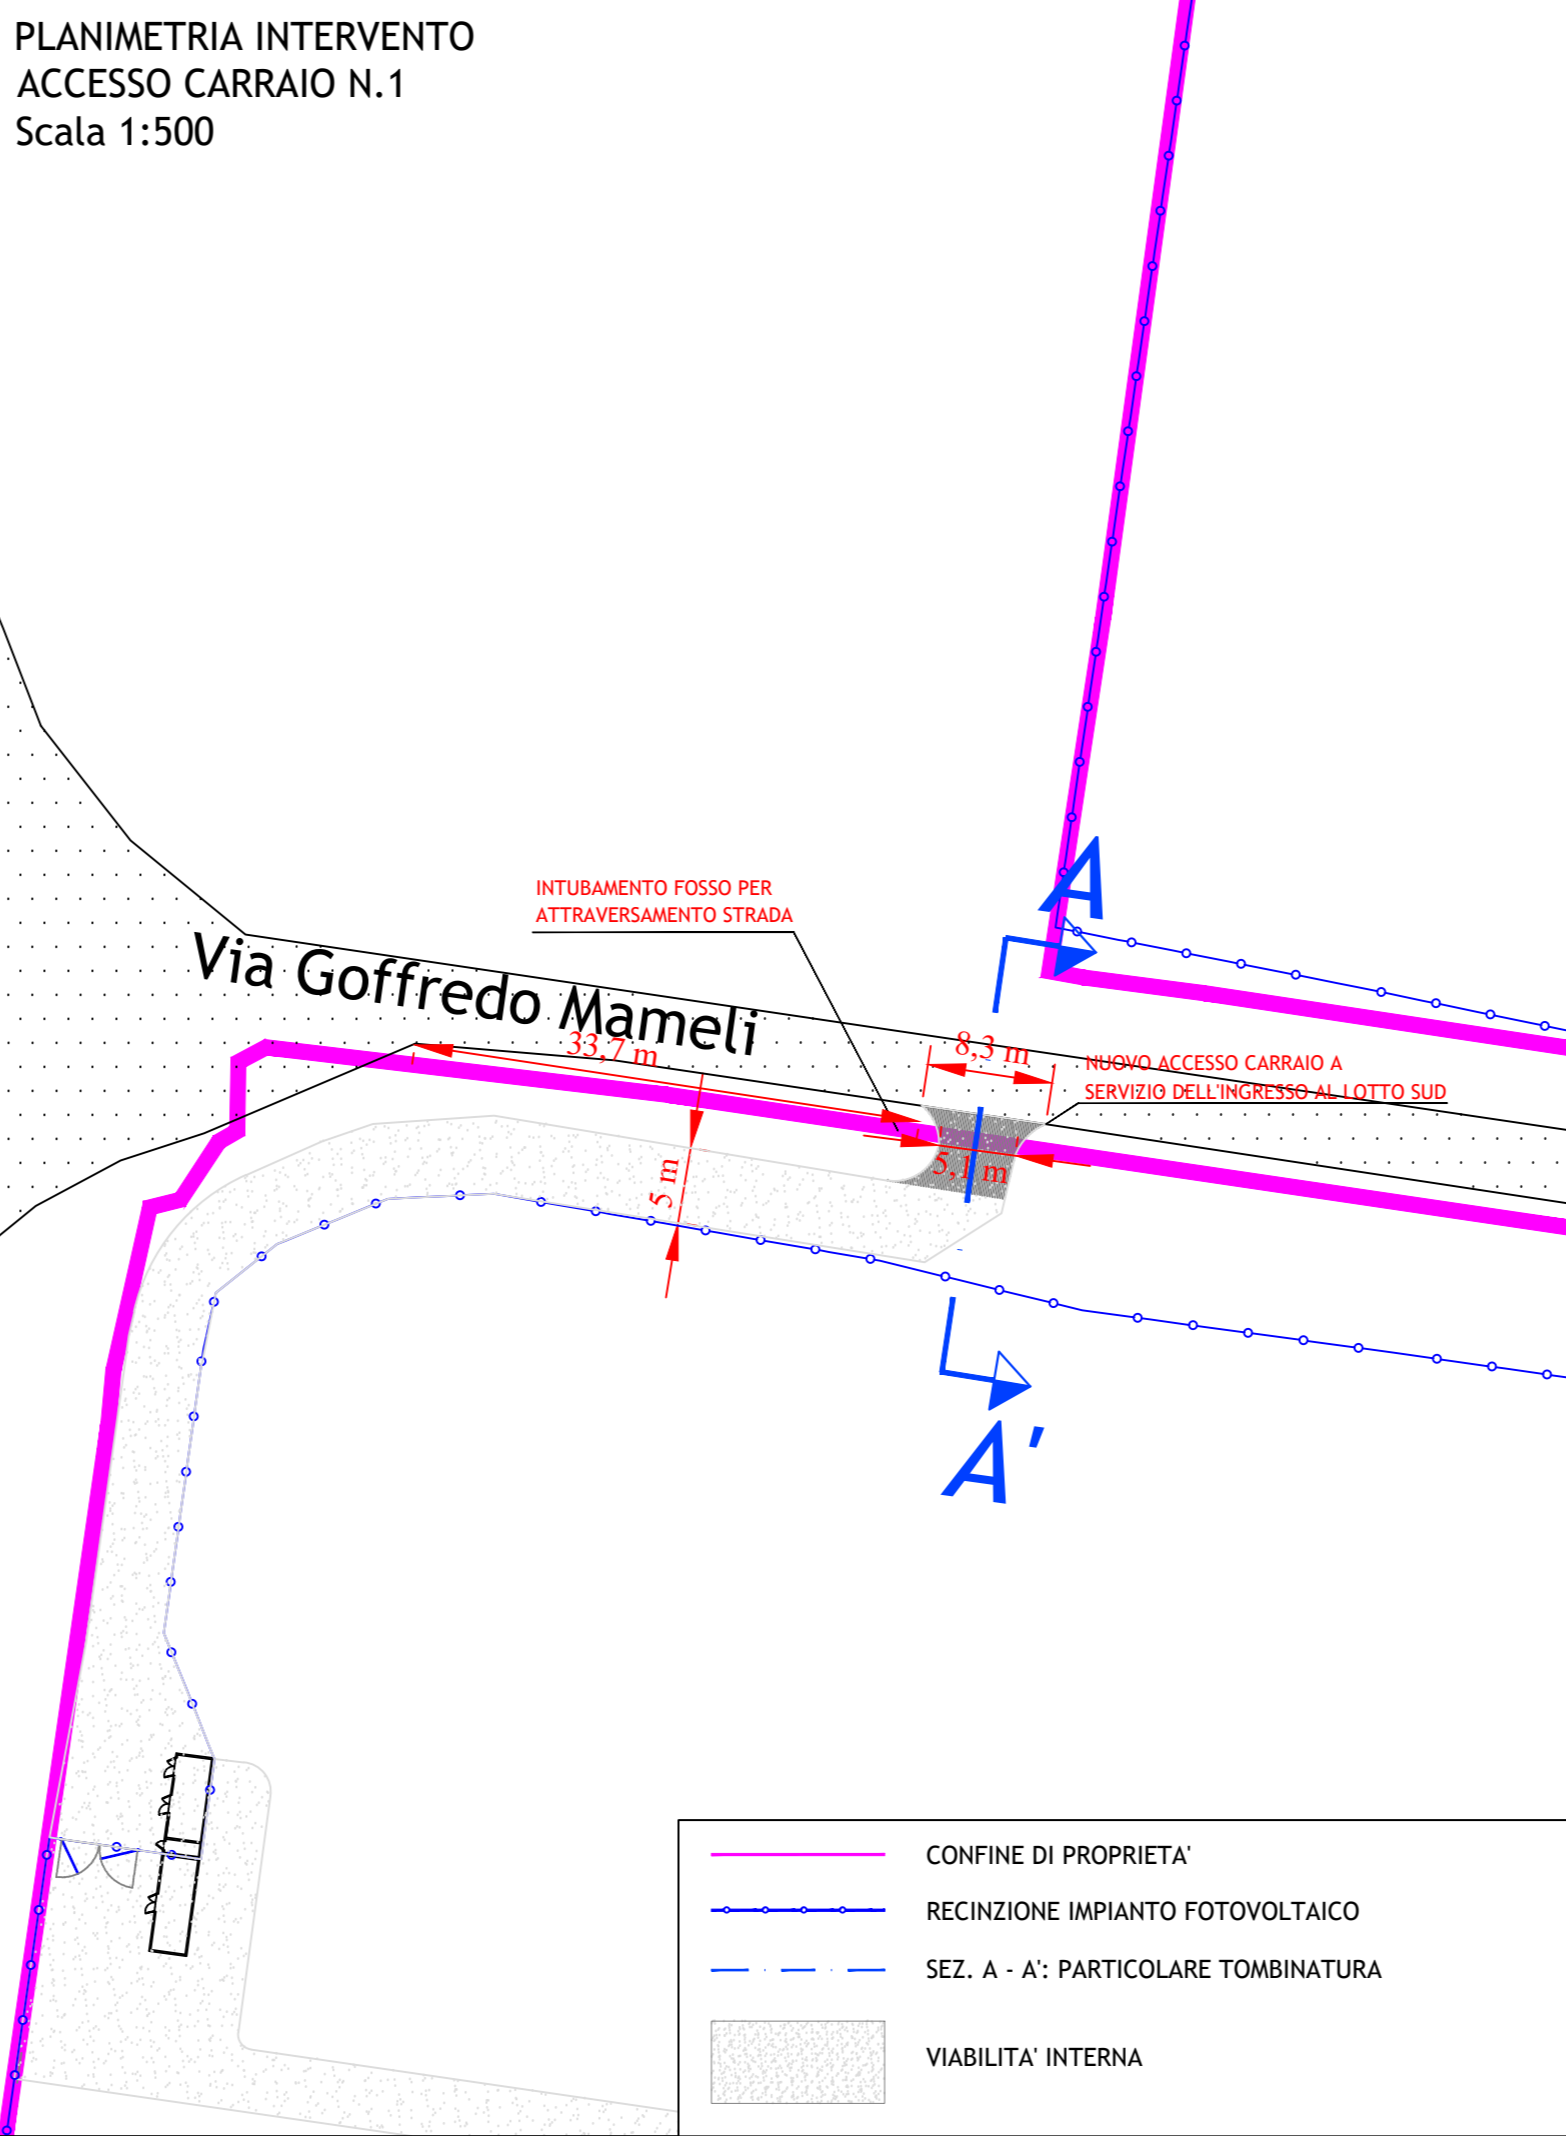 PLANIMETRIA INTERVENTO
ACCESSO CARRAIO N.1
Scala 1:500
A
INTUBAMENTO FOSSO PER
ATTRAVERSAMENTO STRADA
Via Goffredo Mameli
33,7 m
8,3 m
NUOVO ACCESSO CARRAIO A
SERVIZIO DELL'INGRESSO AL LOTTO SUD
5,1 m
5 m
A'
CONFINE DI PROPRIETA'
RECINZIONE IMPIANTO FOTOVOLTAICO
SEZ. A - A': PARTICOLARE TOMBINATURA
VIABILITA' INTERNA